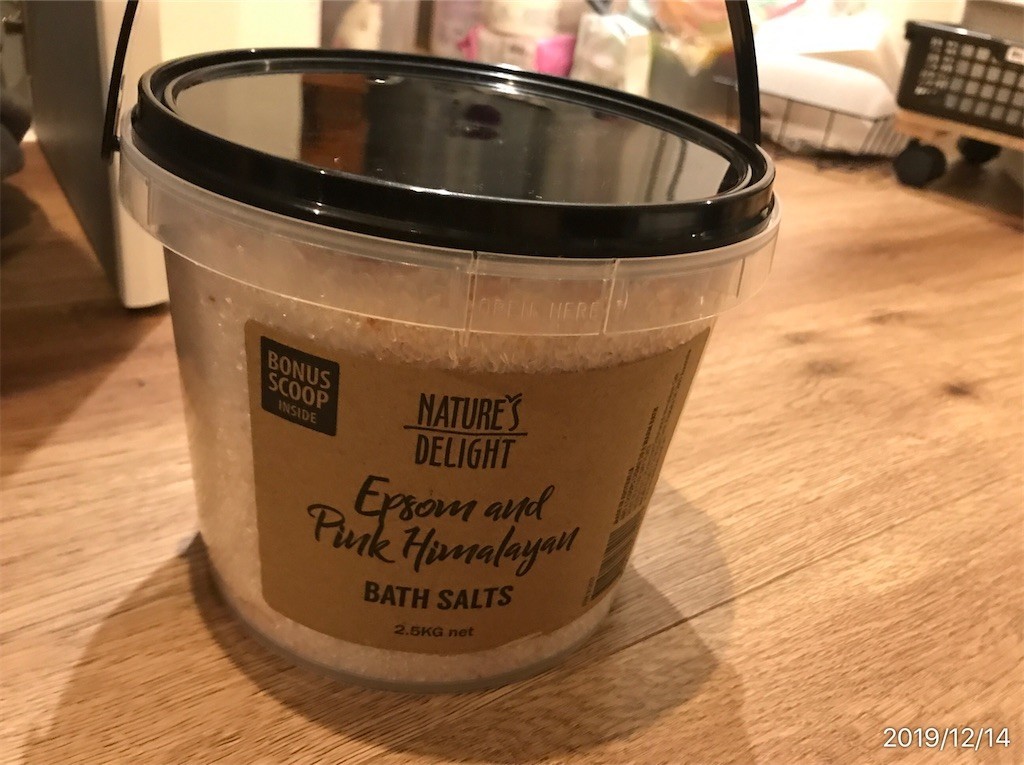 OPEN HERE
BONUS
SCOOP
INSIDE
NATURE'S
DELIGHT
Epsom and
Pink Himalayan
BATH SALTS
2.5KG net
2019/12/14